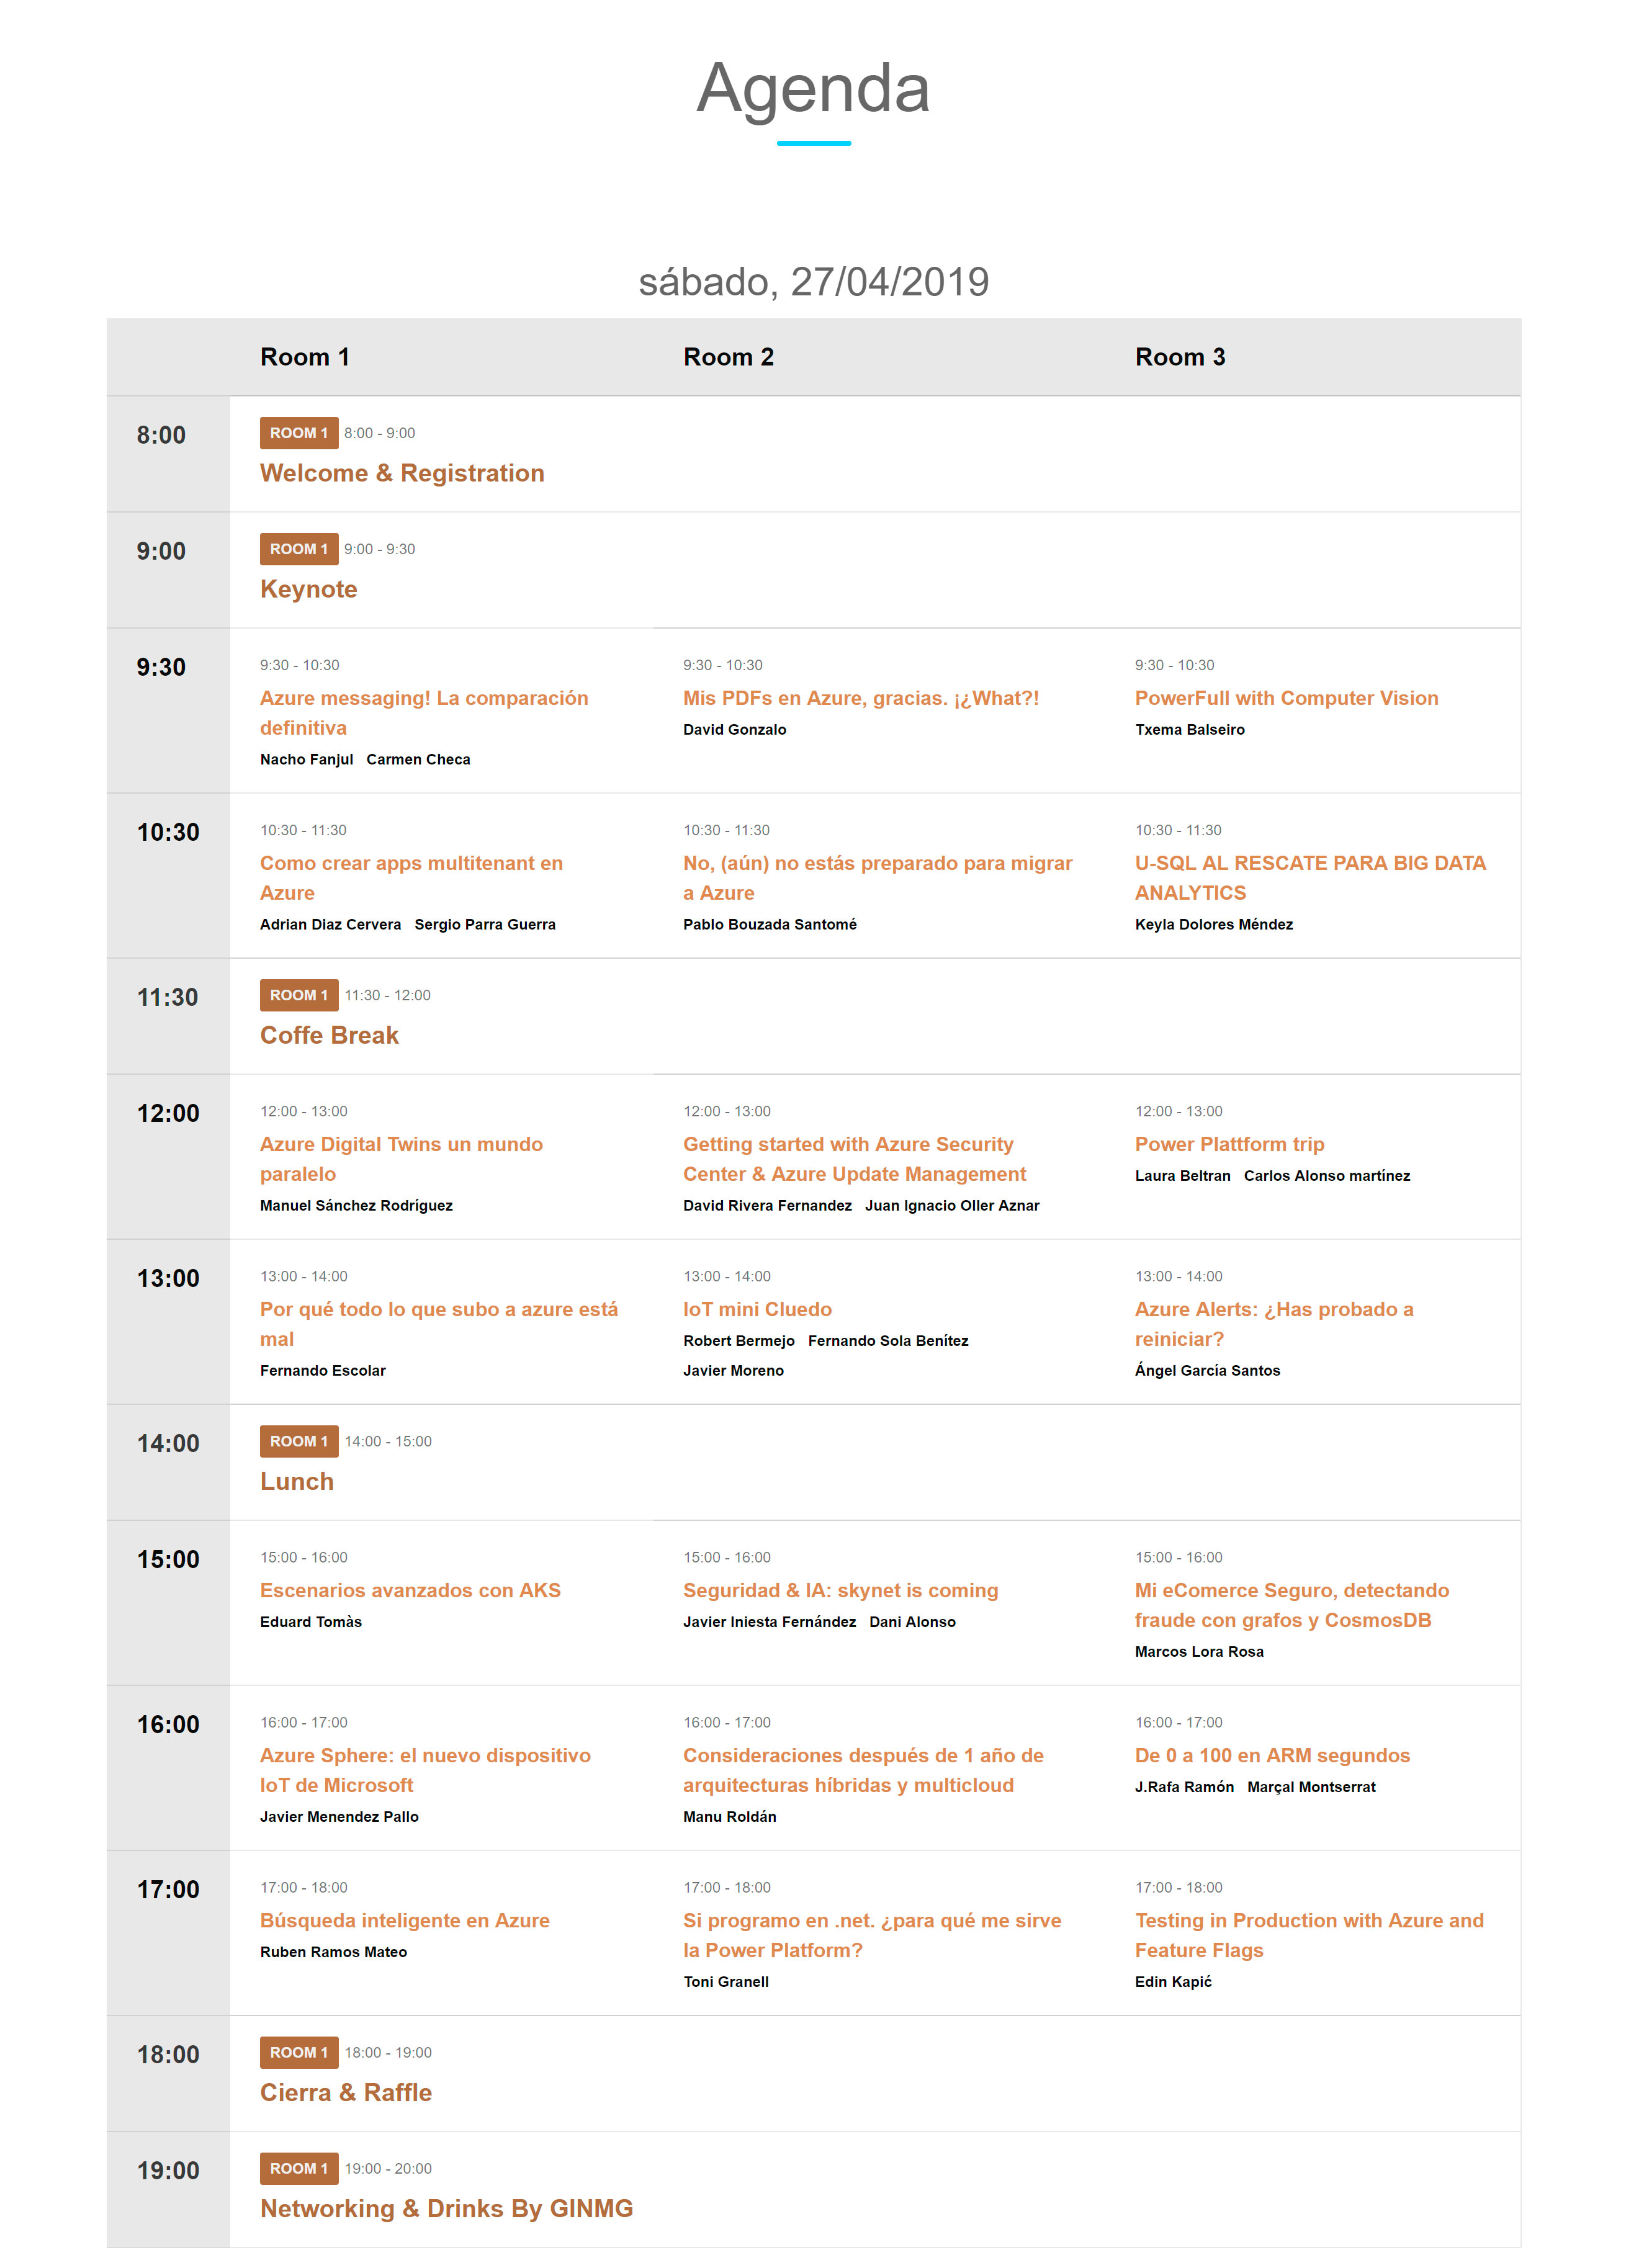 Agenda
sábado, 27/04/2019
Room 1 Room 2 Room 3
8:00
ROOM 1 8:00 - 9:00
Welcome & Registration
9:00
ROOM 1 9:00 - 9:30
Keynote
9:30
9:30 - 10:30
Azure messaging! La comparación
definitiva
Nacho Fanjul Carmen Checa
9:30 - 10:30
Mis PDFs en Azure, gracias. ¡¿What?!
David Gonzalo
9:30 - 10:30
PowerFull with Computer Vision
Txema Balseiro
10:30
10:30 - 11:30
Como crear apps multitenant en
Azure
Adrian Diaz Cervera Sergio Parra Guerra
10:30 - 11:30
No, (aún) no estás preparado para migrar
a Azure
Pablo Bouzada Santomé
10:30 - 11:30
U-SQL AL RESCATE PARA BIG DATA
ANALYTICS
Keyla Dolores Méndez
11:30
ROOM 1 11:30 - 12:00
Coffe Break
12:00
12:00 - 13:00
Azure Digital Twins un mundo
paralelo
Manuel Sánchez Rodríguez
12:00 - 13:00
Getting started with Azure Security
Center & Azure Update Management
David Rivera Fernandez Juan Ignacio Oller Aznar
12:00 - 13:00
Power Plattform trip
Laura Beltran Carlos Alonso martínez
13:00
13:00 - 14:00
Por qué todo lo que subo a azure está
mal
Fernando Escolar
13:00 - 14:00
IoT mini Cluedo
Robert Bermejo Fernando Sola Benítez
Javier Moreno
13:00 - 14:00
Azure Alerts: ¿Has probado a
reiniciar?
Ángel García Santos
14:00
ROOM 1 14:00 - 15:00
Lunch
15:00
15:00 - 16:00
Escenarios avanzados con AKS
Eduard Tomàs
15:00 - 16:00
Seguridad & IA: skynet is coming
Javier Iniesta Fernández Dani Alonso
15:00 - 16:00
Mi eComerce Seguro, detectando
fraude con grafos y CosmosDB
Marcos Lora Rosa
16:00
16:00 - 17:00
Azure Sphere: el nuevo dispositivo
IoT de Microsoft
Javier Menendez Pallo
16:00 - 17:00
Consideraciones después de 1 año de
arquitecturas híbridas y multicloud
Manu Roldán
16:00 - 17:00
De 0 a 100 en ARM segundos
J.Rafa Ramón Marçal Montserrat
17:00
17:00 - 18:00
Búsqueda inteligente en Azure
Ruben Ramos Mateo
17:00 - 18:00
Si programo en .net. ¿para qué me sirve
la Power Platform?
Toni Granell
17:00 - 18:00
Testing in Production with Azure and
Feature Flags
Edin Kapić
18:00
ROOM 1 18:00 - 19:00
Cierra & Raffle
19:00
ROOM 1 19:00 - 20:00
Networking & Drinks By GINMG